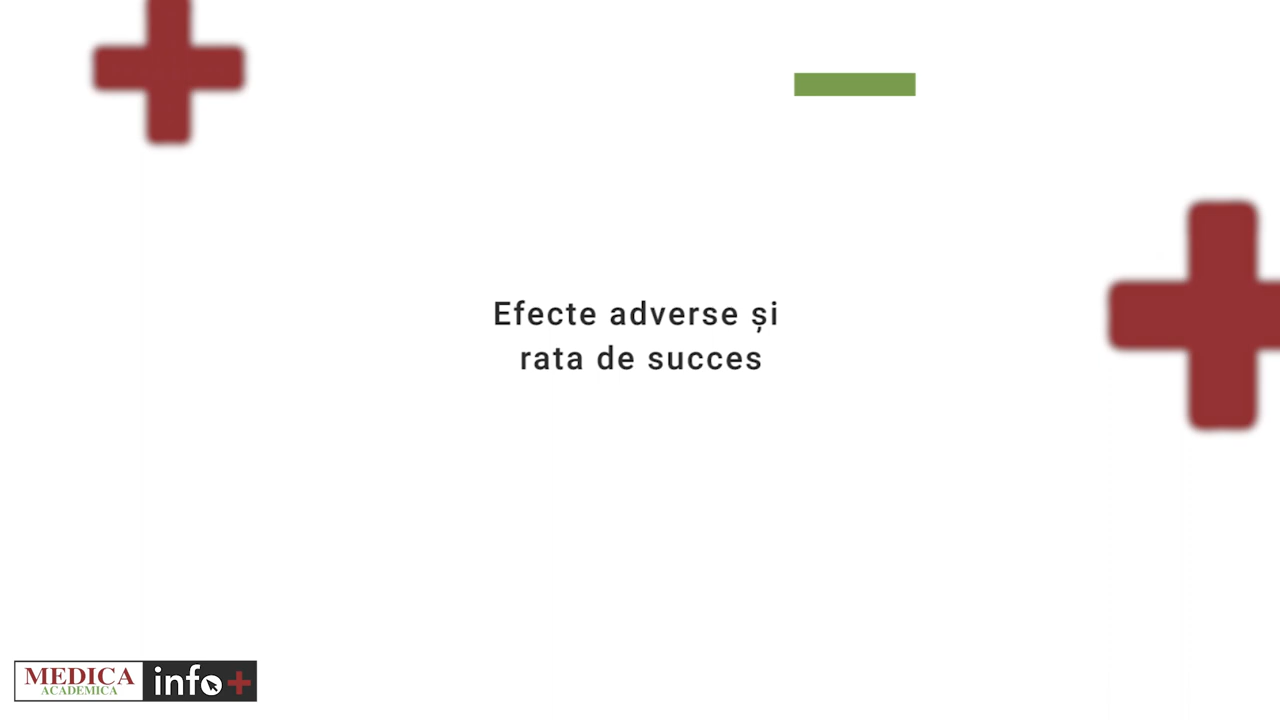 Efecte adverse și
rata de succes
MEDICA
ACADEMICA
info